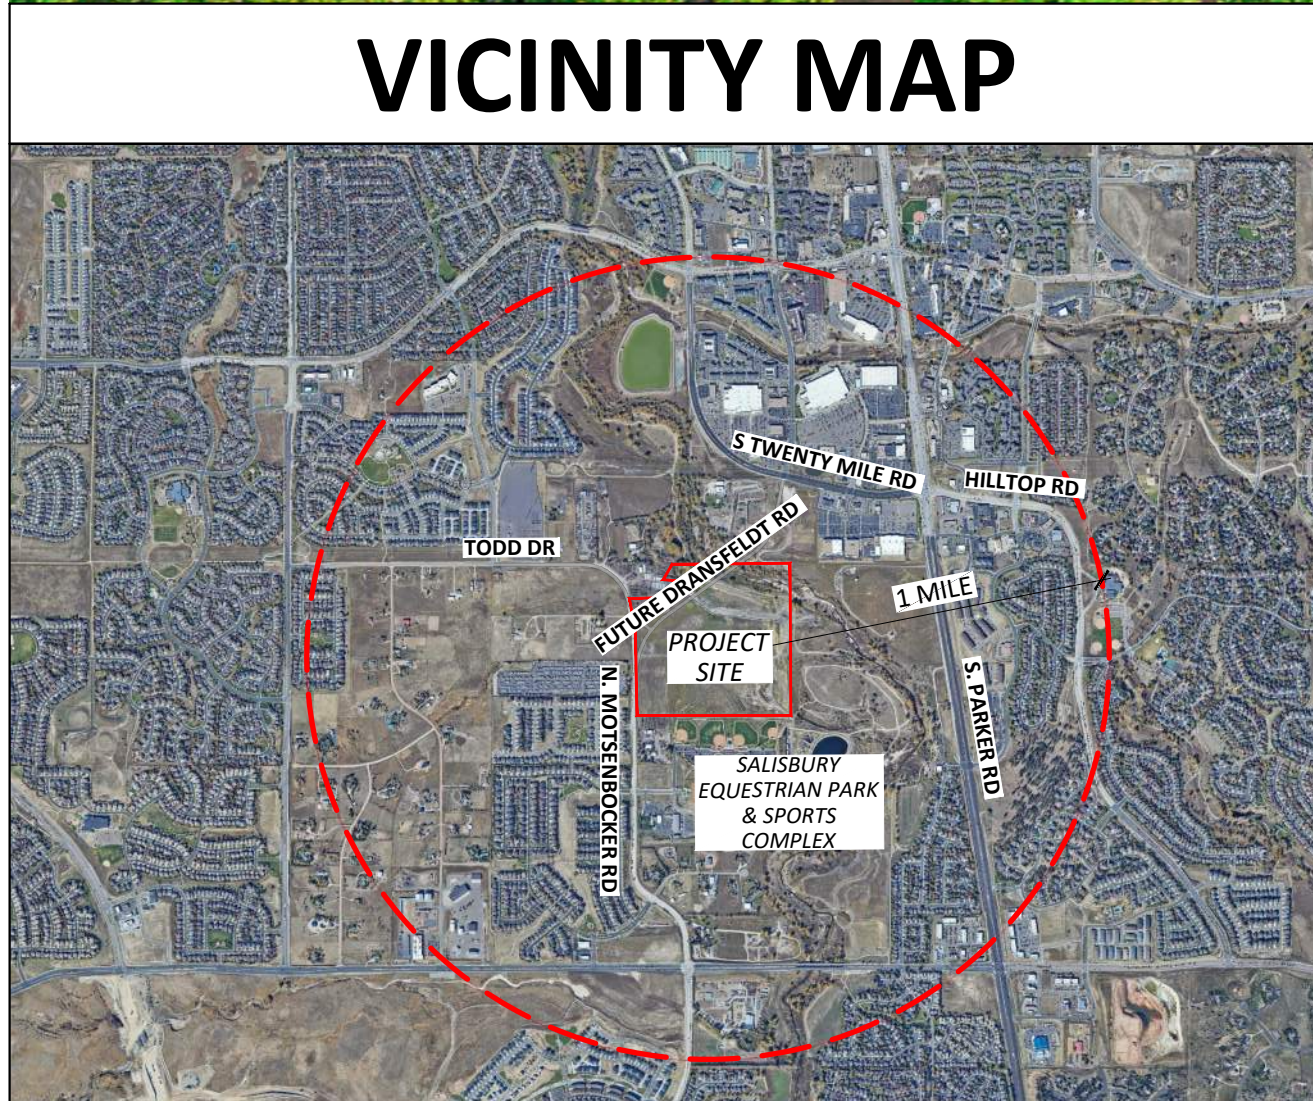 VICINITY MAP
S TWENTY MILE RD
HILLTOP RD
FUTURE DRANSFELDT RD
TODD DR
1 MILE
PROJECT
SITE
N. MOTSENBOCKER RD
S. PARKER RD
SALISBURY
EQUESTRIAN PARK
& SPORTS
COMPLEX